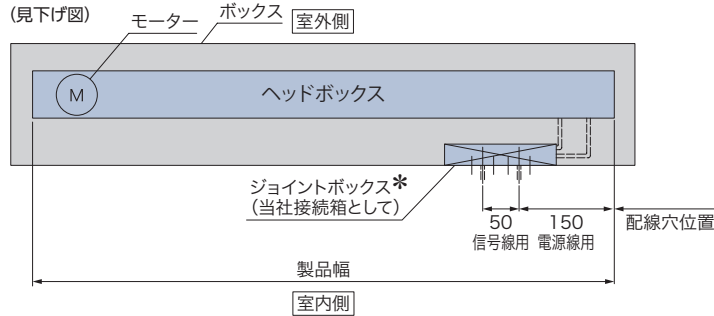 (見下げ図)
モーター
ボックス
室外側
M
ヘッドボックス
ジョイントボックス＊
(当社接続箱として)
50
150
配線穴位置
信号線用
電源線用
製品幅
室内側